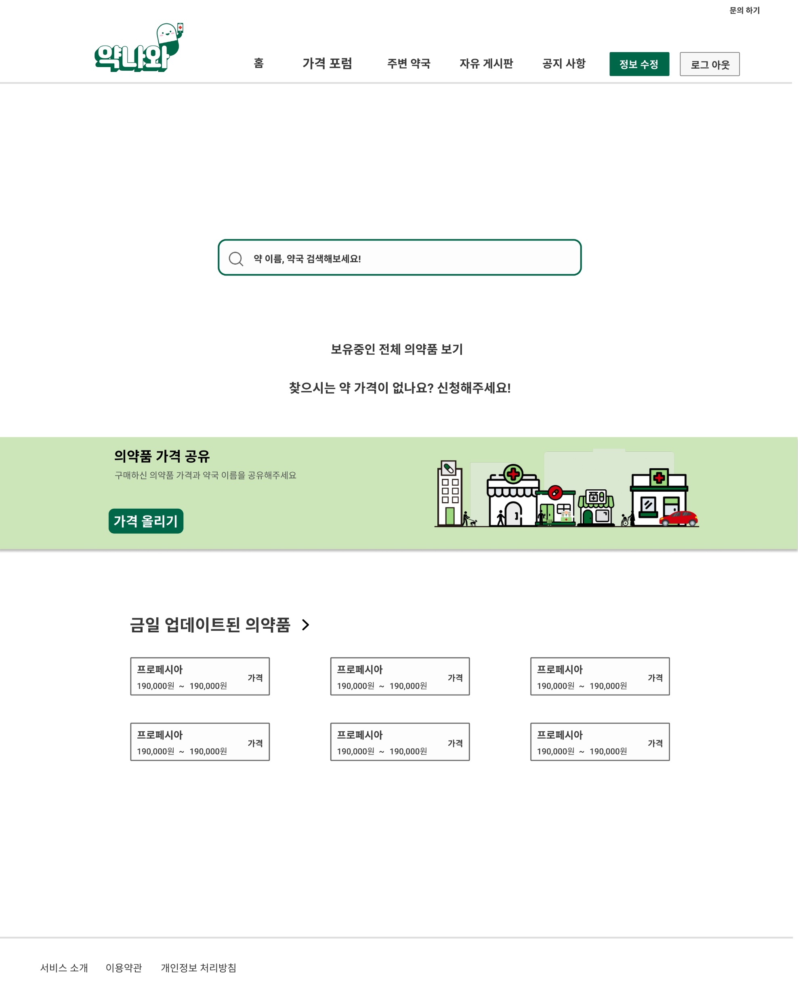 문의 하기
약나와
홈 가격 포럼 주변 약국 자유 게시판 공지 사항 정보 수정 로그 아웃
약 이름, 약국 검색해보세요!
보유중인 전체 의약품 보기
찾으시는 약 가격이 없나요? 신청해주세요!
의약품 가격 공유
구매하신 의약품 가격과 약국 이름을 공유해주세요
가격 올리기
금일 업데이트된 의약품
프로페시아
190,000원 ~ 190,000원
가격
프로페시아
190,000원 ~ 190,000원
가격
프로페시아
190,000원 ~ 190,000원
가격
프로페시아
190,000원 ~ 190,000원
가격
프로페시아
190,000원 ~ 190,000원
가격
프로페시아
190,000원 ~ 190,000원
가격
서비스 소개 이용약관 개인정보 처리방침